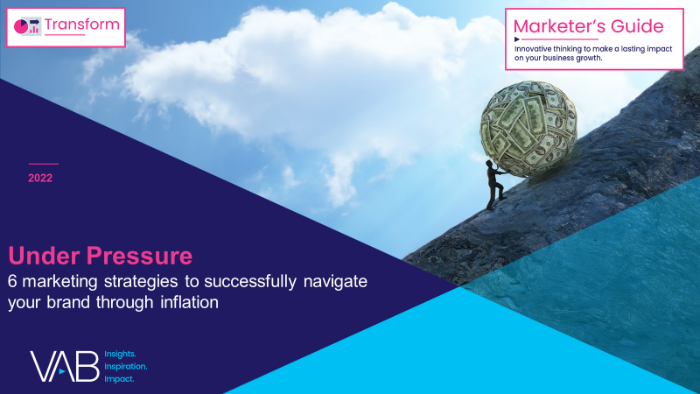 Transform
Marketer's Guide
Innovative thinking to make a lasting impact
on your business growth.
2022
Under Pressure
6 marketing strategies to successfully navigate
your brand through inflation
VAB
Insights.
Inspiration.
Impact.